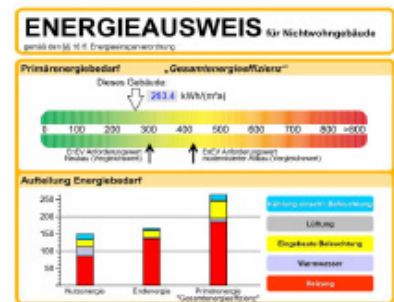 ENERGIEAUSWEIS für Nichtwohngebäude
gemäß den §§ 16 ff. Energieeinsparverordnung
Primärenergiebedarf „Gesamtenergieeffizienz“
Dieses Gebäude:
263.4 kWh/(m²a)
0 100 200 300 400 500 600 700 800 >900
EnEV Anforderungswert Neubau (Vergleichswert)
EnEV Anforderungswert modernisierter Altbau (Vergleichswert)
Aufteilung Energiebedarf
250
200
150
100
50
Kühlung einschl. Befeuchtung
Lüftung
Eingebaute Beleuchtung
Warmwasser
Heizung
Nutzenergie Endenergie Primärenergie
"Gesamtenergieeffizienz"